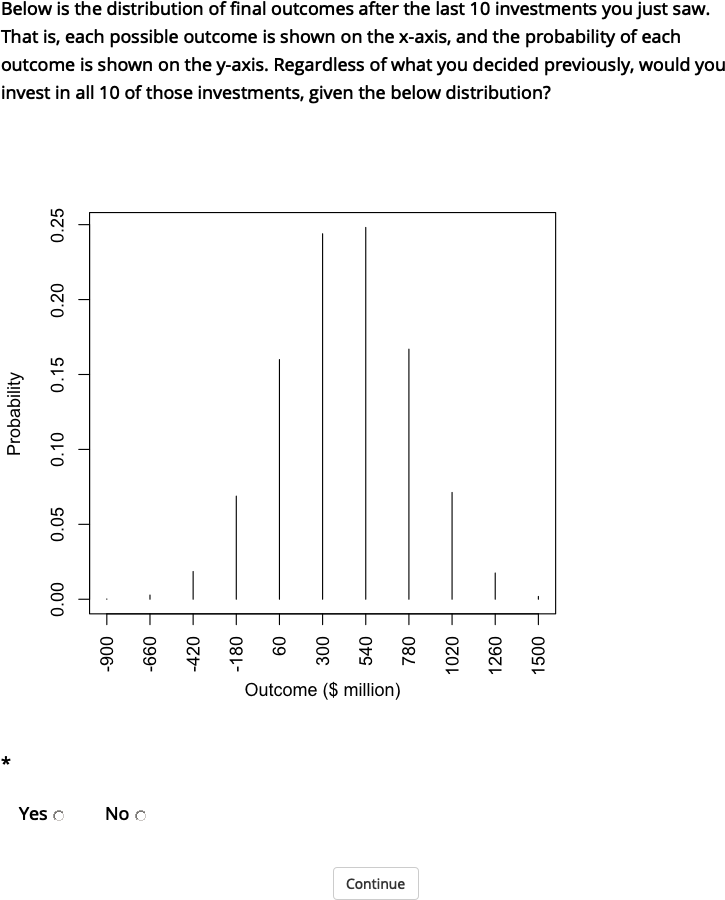 Below is the distribution of final outcomes after the last 10 investments you just saw.
That is, each possible outcome is shown on the x-axis, and the probability of each
outcome is shown on the y-axis. Regardless of what you decided previously, would you
invest in all 10 of those investments, given the below distribution?
0.25
0.20
0.15
0.10
0.05
0.00
Probability
-900 -660 -420 -180 60 300 540 780 1020 1260 1500
Outcome ($ million)
*
Yes No
Continue